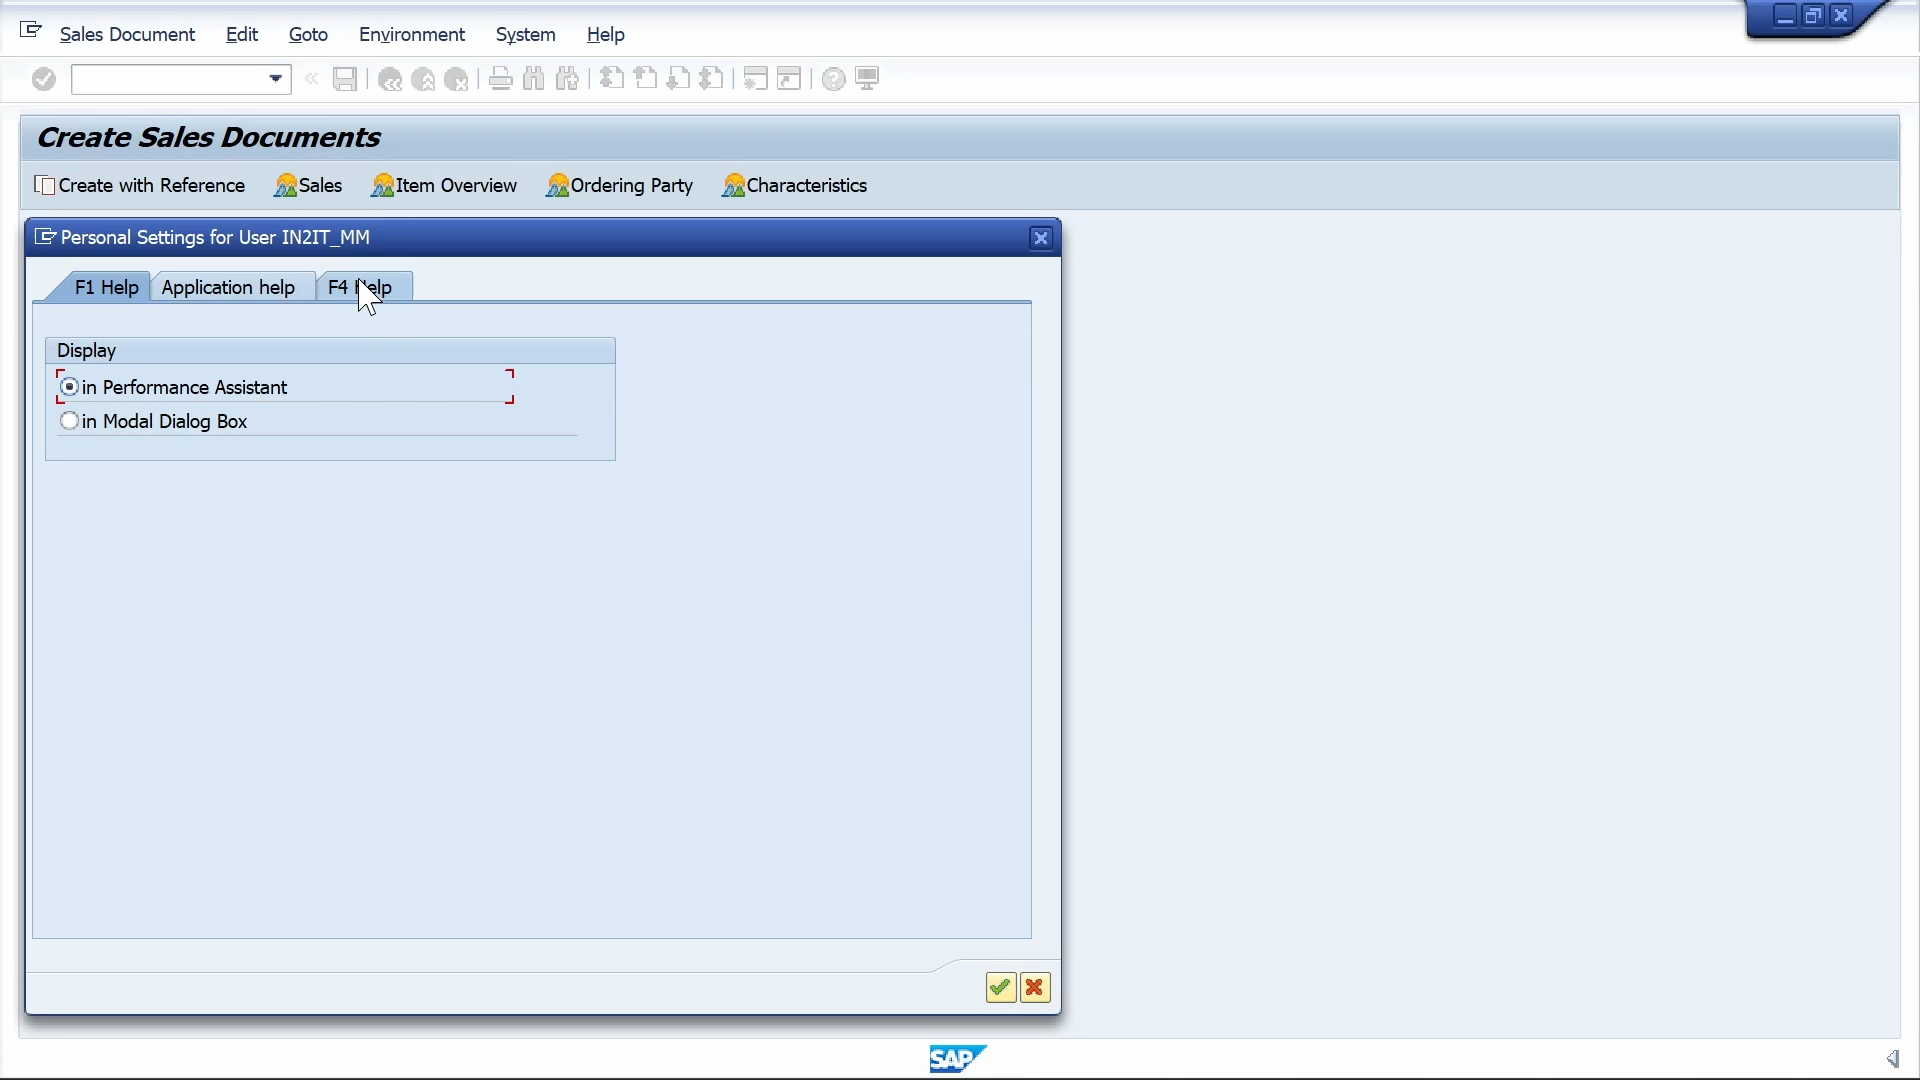 Sales Document Edit Goto Environment System Help
Create Sales Documents
Create with Reference Sales Item Overview Ordering Party Characteristics
Personal Settings for User IN2IT_MM
F1 Help Application help F4 Help
Display
in Performance Assistant
in Modal Dialog Box
SAP